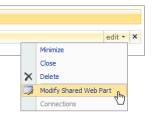 edit
Minimize
Close
Delete
Modify Shared Web Part
Connections